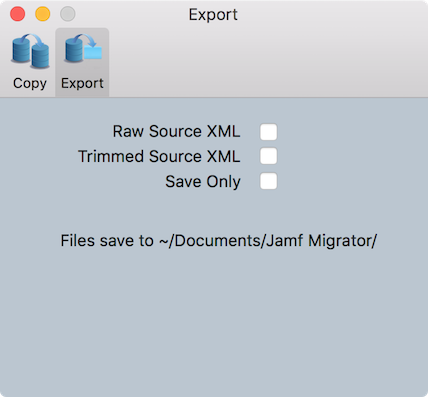 Export
Copy Export
Raw Source XML
Trimmed Source XML
Save Only
Files save to ~/Documents/Jamf Migrator/